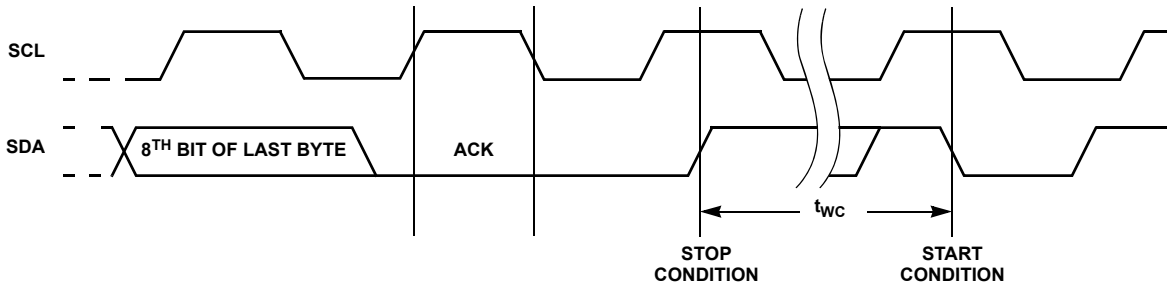 SCL
SDA
8TH BIT OF LAST BYTE
ACK
tWC
STOP
CONDITION
START
CONDITION